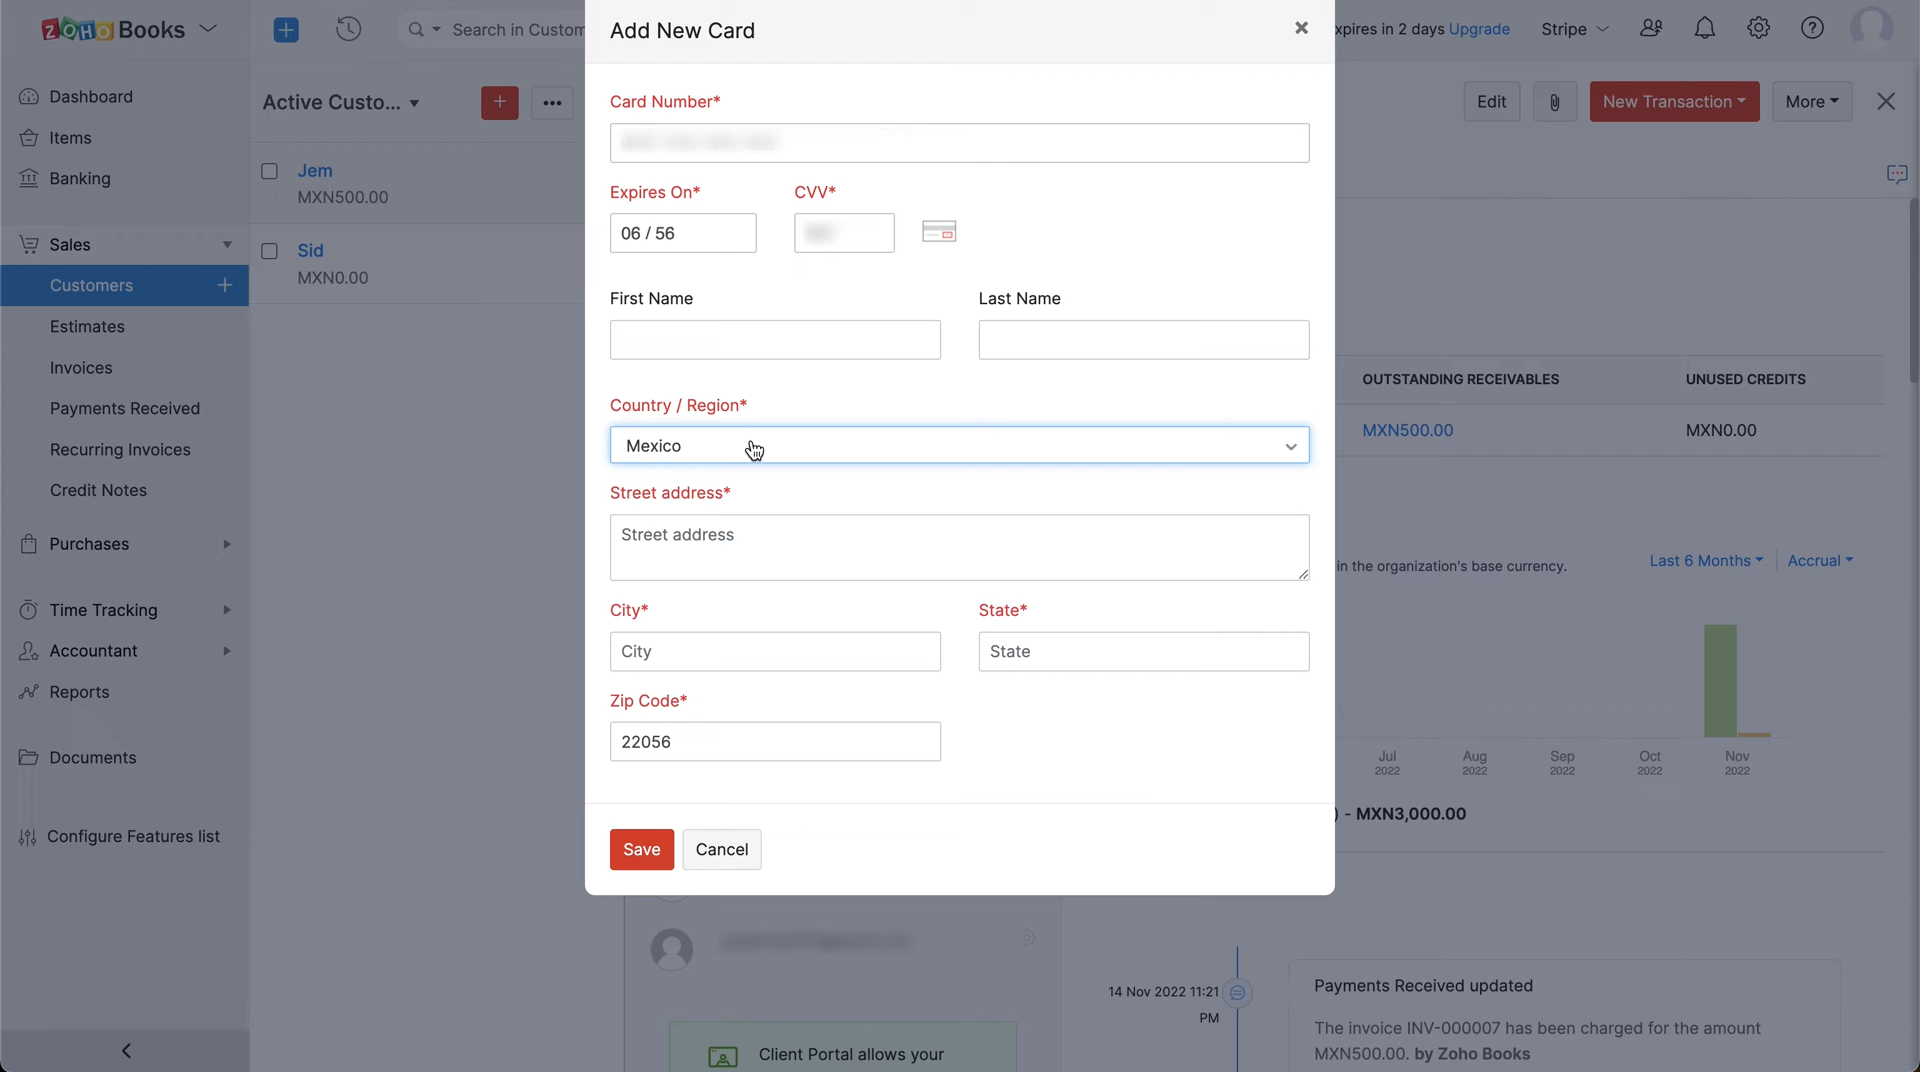 ZOHO Books
Search in Custom
Add New Card
xpires in 2 days Upgrade
Stripe
Dashboard
Items
Banking
Sales
Customers
Estimates
Invoices
Payments Received
Recurring Invoices
Credit Notes
Purchases
Time Tracking
Accountant
Reports
Documents
Configure Features list
Active Custo...
Jem
MXN500.00
Sid
MXN0.00
Card Number*
Expires On*
CVV*
06 / 56
First Name
Last Name
Country / Region*
Mexico
Street address*
Street address
City*
State*
City
State
Zip Code*
22056
Save
Cancel
Edit
New Transaction
More
OUTSTANDING RECEIVABLES
UNUSED CREDITS
MXN500.00
MXN0.00
in the organization's base currency.
Last 6 Months
Accrual
Jul
2022
Aug
2022
Sep
2022
Oct
2022
Nov
2022
) - MXN3,000.00
Client Portal allows your
14 Nov 2022 11:21
PM
Payments Received updated
The invoice INV-000007 has been charged for the amount
MXN500.00. by Zoho Books